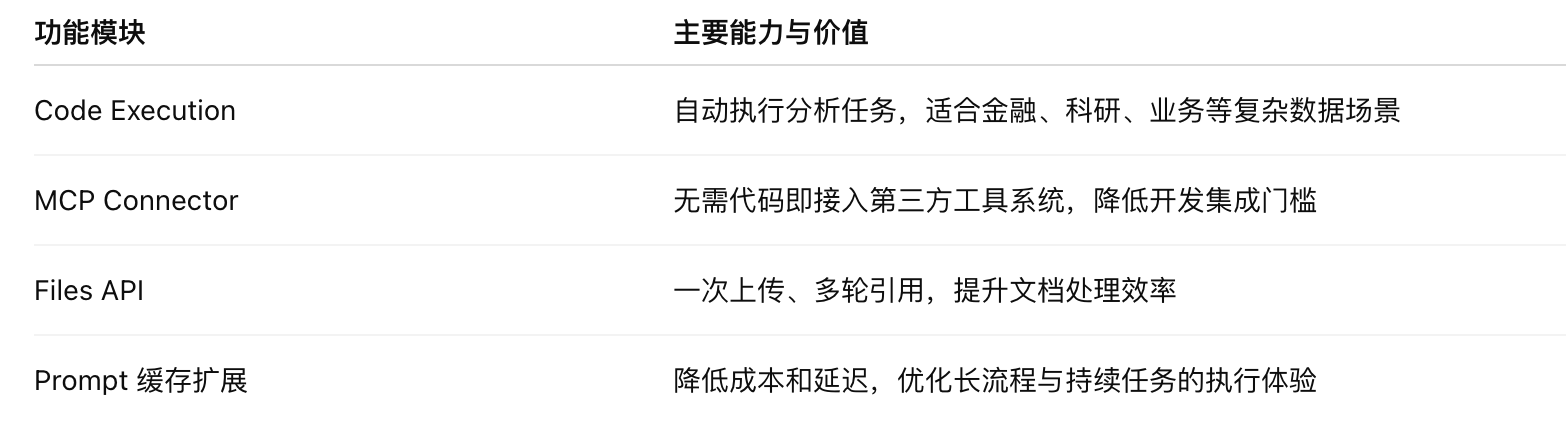 功能模块 主要能力与价值
Code Execution 自动执行分析任务，适合金融、科研、业务等复杂数据场景
MCP Connector 无需代码即接入第三方工具系统，降低开发集成门槛
Files API 一次上传、多轮引用，提升文档处理效率
Prompt 缓存扩展 降低成本和延迟，优化长流程与持续任务的执行体验